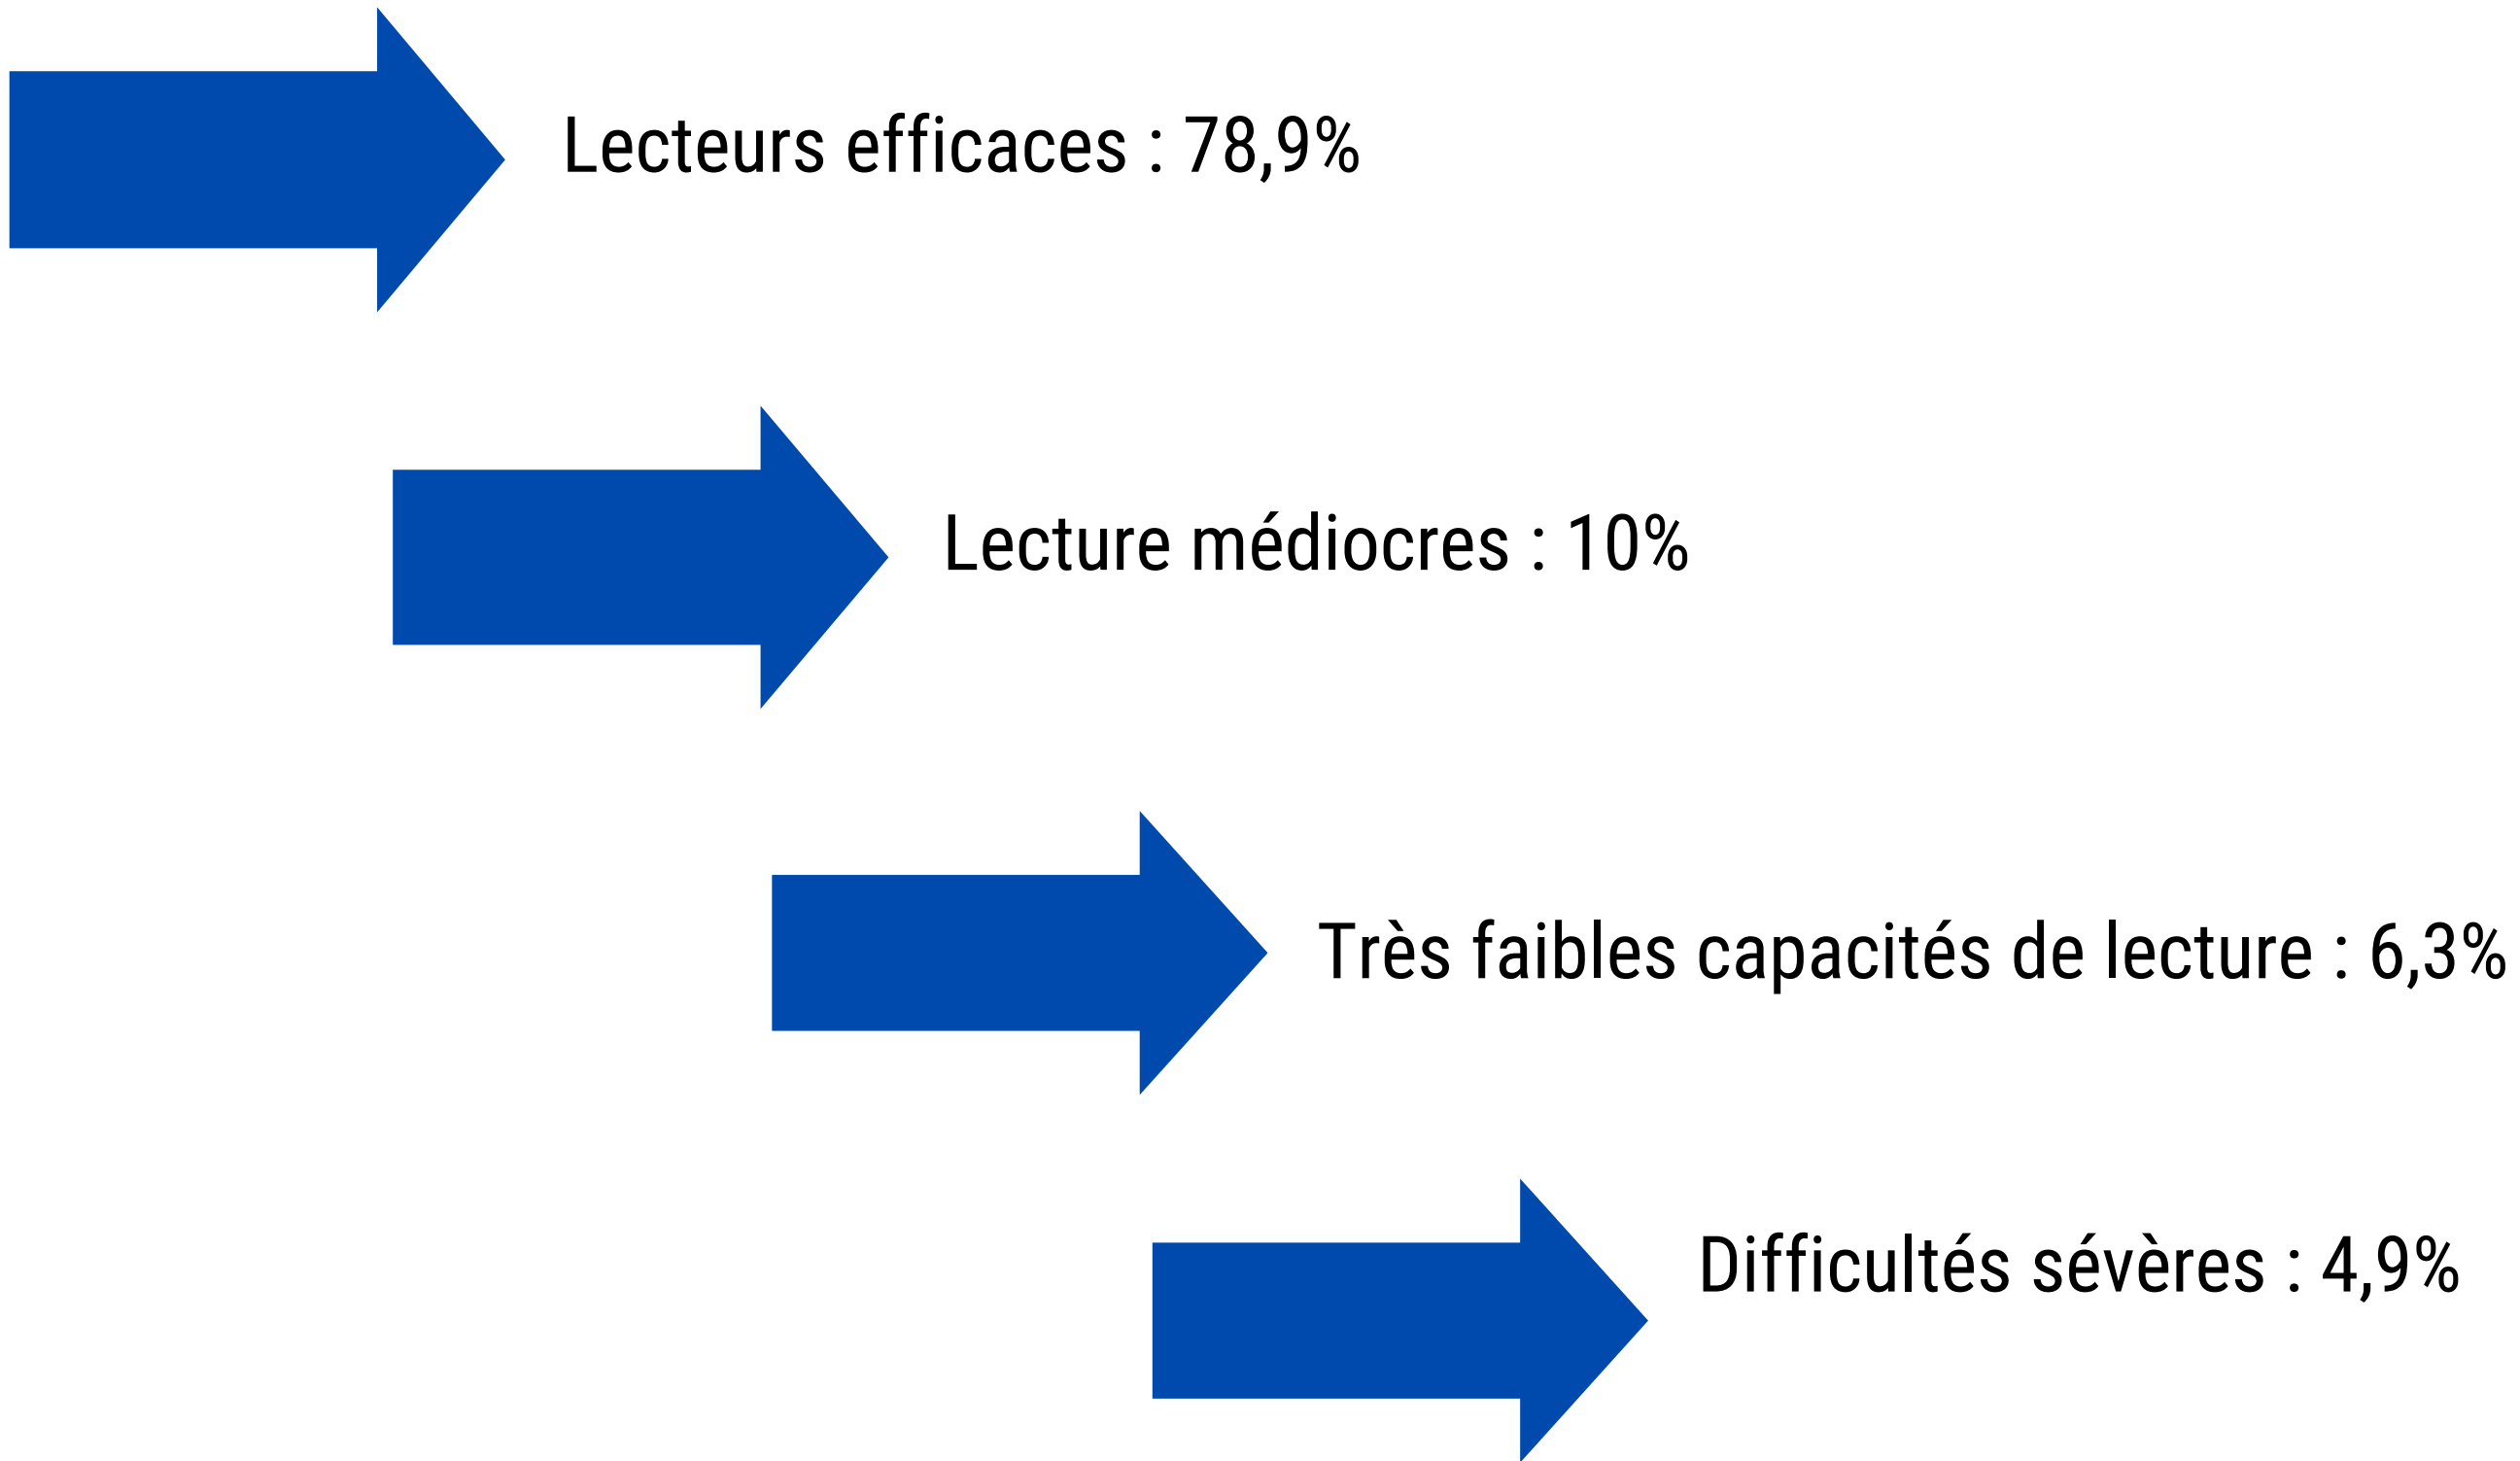 Lecteurs efficaces : 78,9%
Lecture médiocres : 10%
Très faibles capacités de lecture : 6,3%
Difficultés sévères : 4,9%